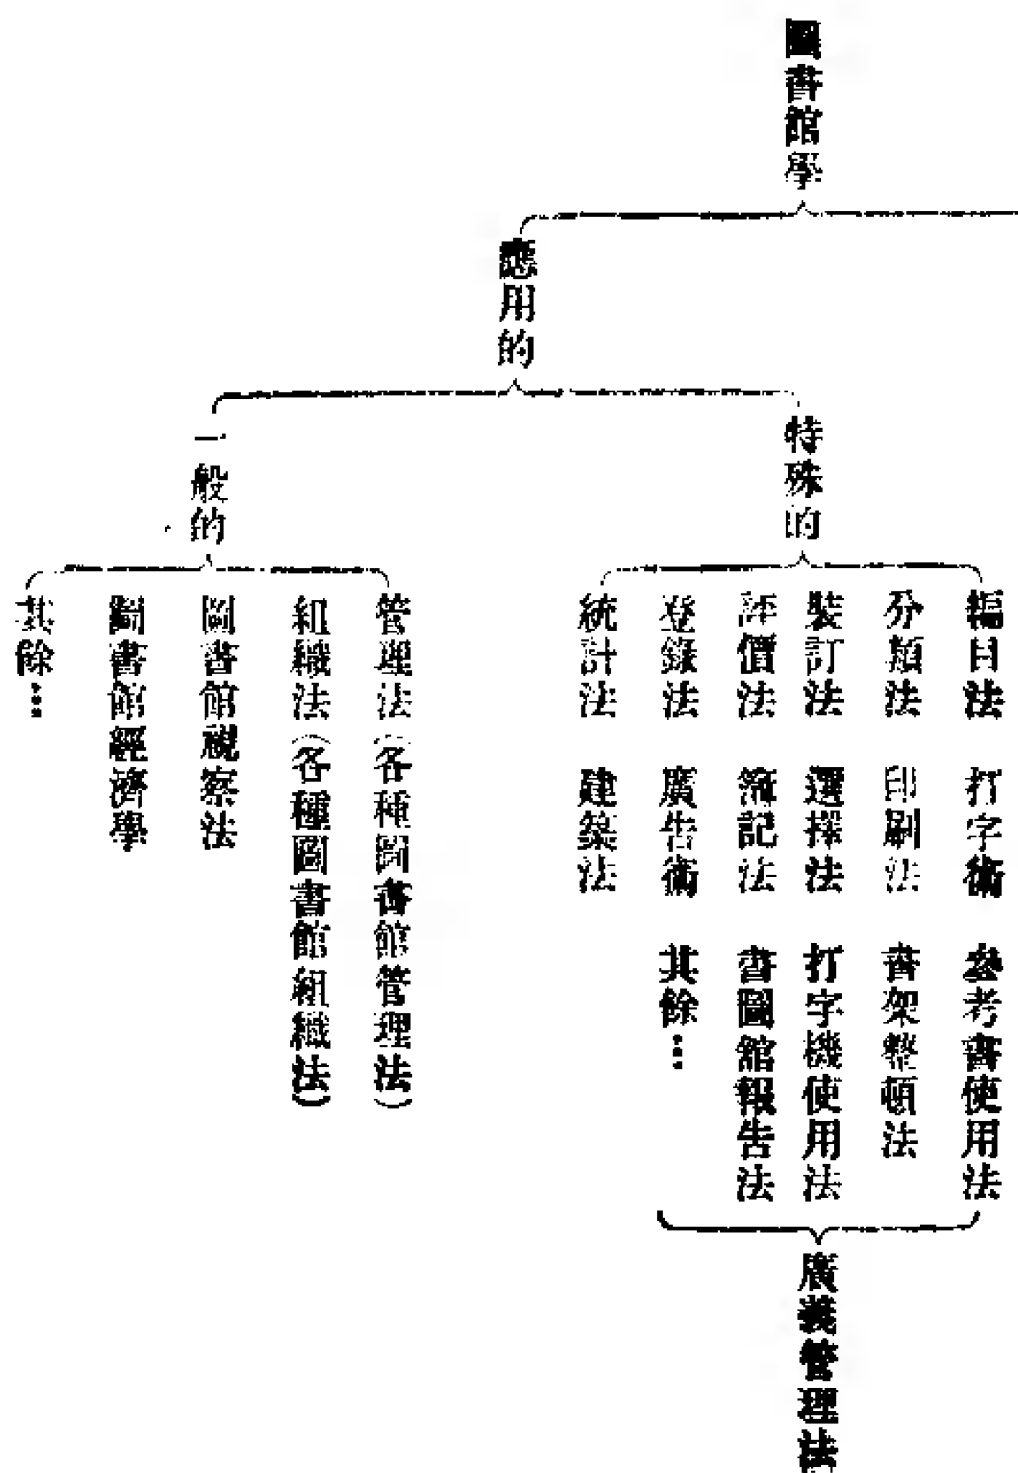 圖書館學
應用的
特殊的
編目法 打字術 參考書使用法
分類法 印刷法 書架整頓法
裝訂法 選擇法 打字機使用法
評價法 簿記法 書圖館報告法
登錄法 廣告術 其餘…
統計法 建築法
廣義管理法
一般的
管理法(各種圖書館管理法)
組織法(各種圖書館組織法)
圖書館視察法
圖書館經濟學
其餘…